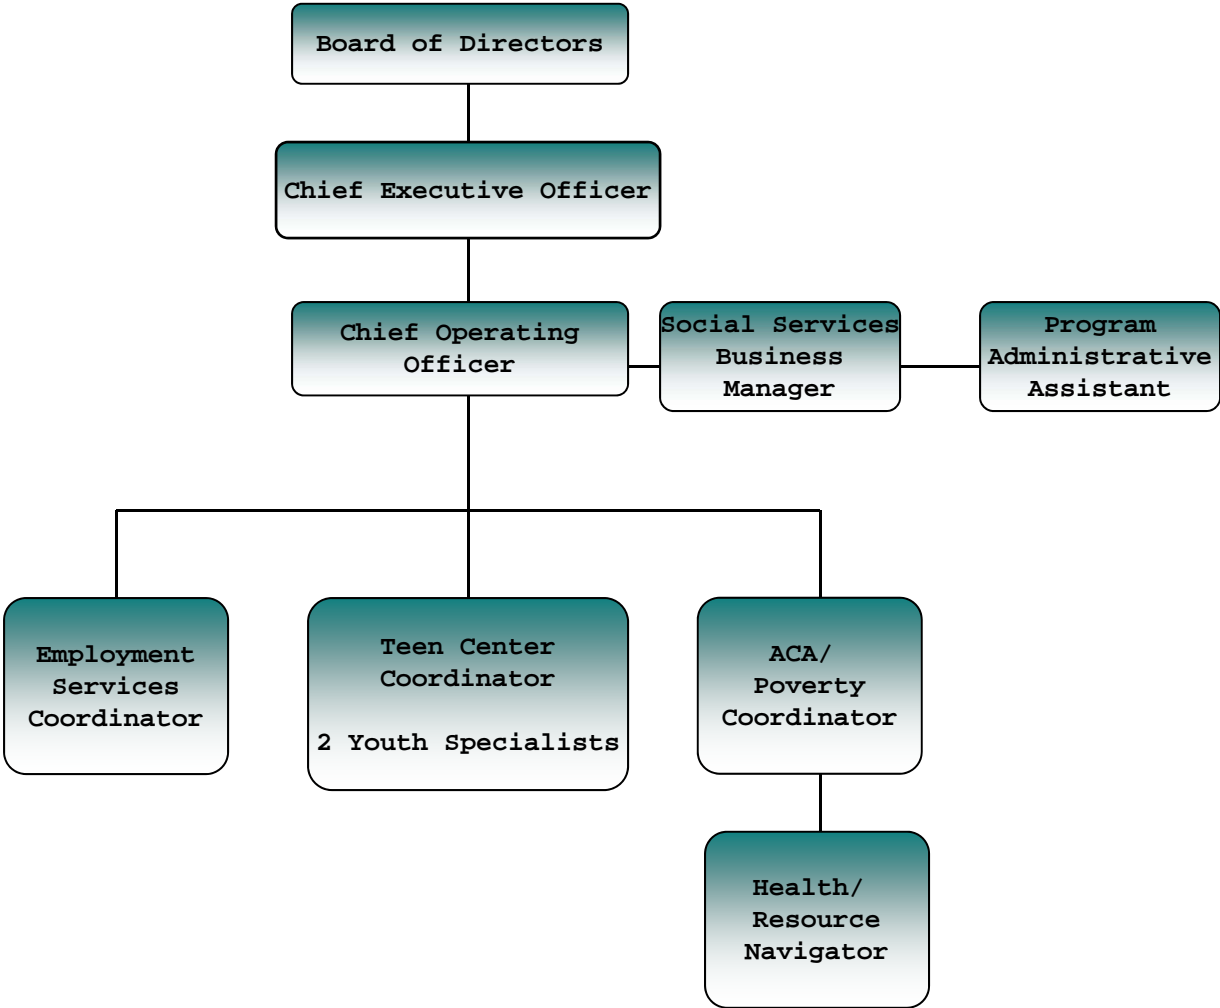 Board of Directors
Chief Executive Officer
Chief Operating
Officer
Social Services
Business
Manager
Program
Administrative
Assistant
Employment
Services
Coordinator
Teen Center
Coordinator
2 Youth Specialists
ACA/
Poverty
Coordinator
Health/
Resource
Navigator